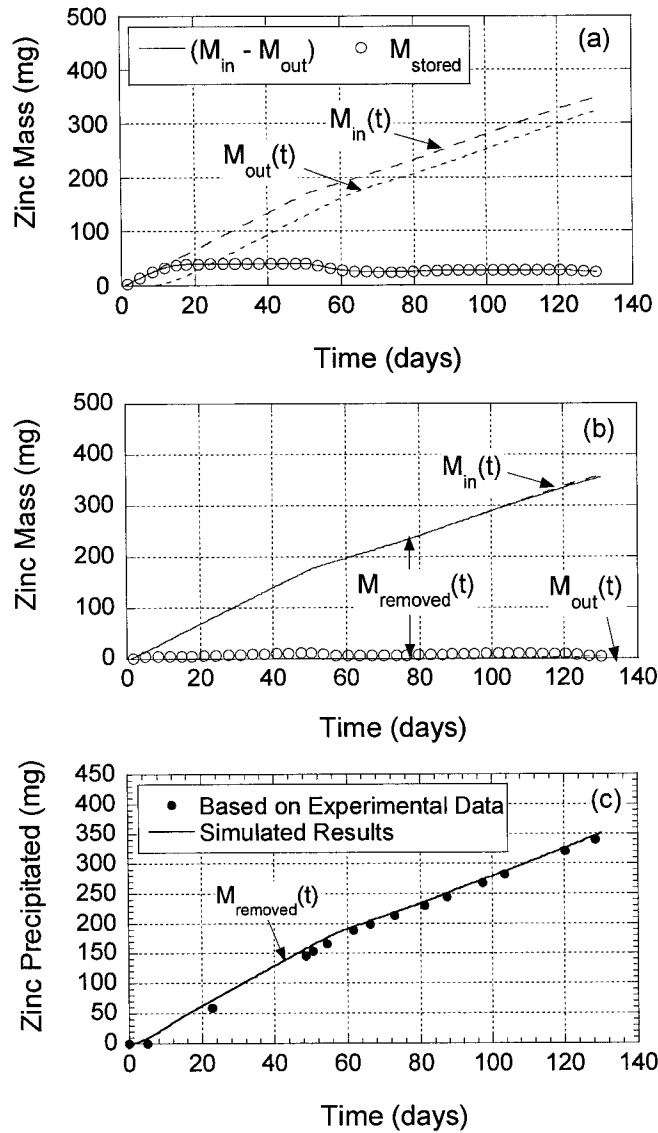 500
400
300
200
100
0
Zinc Mass (mg)
(M_in - M_out)
M_stored
(a)
M_in(t)
M_out(t)
0 20 40 60 80 100 120 140
Time (days)
500
400
300
200
100
0
Zinc Mass (mg)
(b)
M_in(t)
M_removed(t)
M_out(t)
0 20 40 60 80 100 120 140
Time (days)
450
400
350
300
250
200
150
100
50
0
Zinc Precipitated (mg)
Based on Experimental Data
Simulated Results
(c)
M_removed(t)
0 20 40 60 80 100 120 140
Time (days)